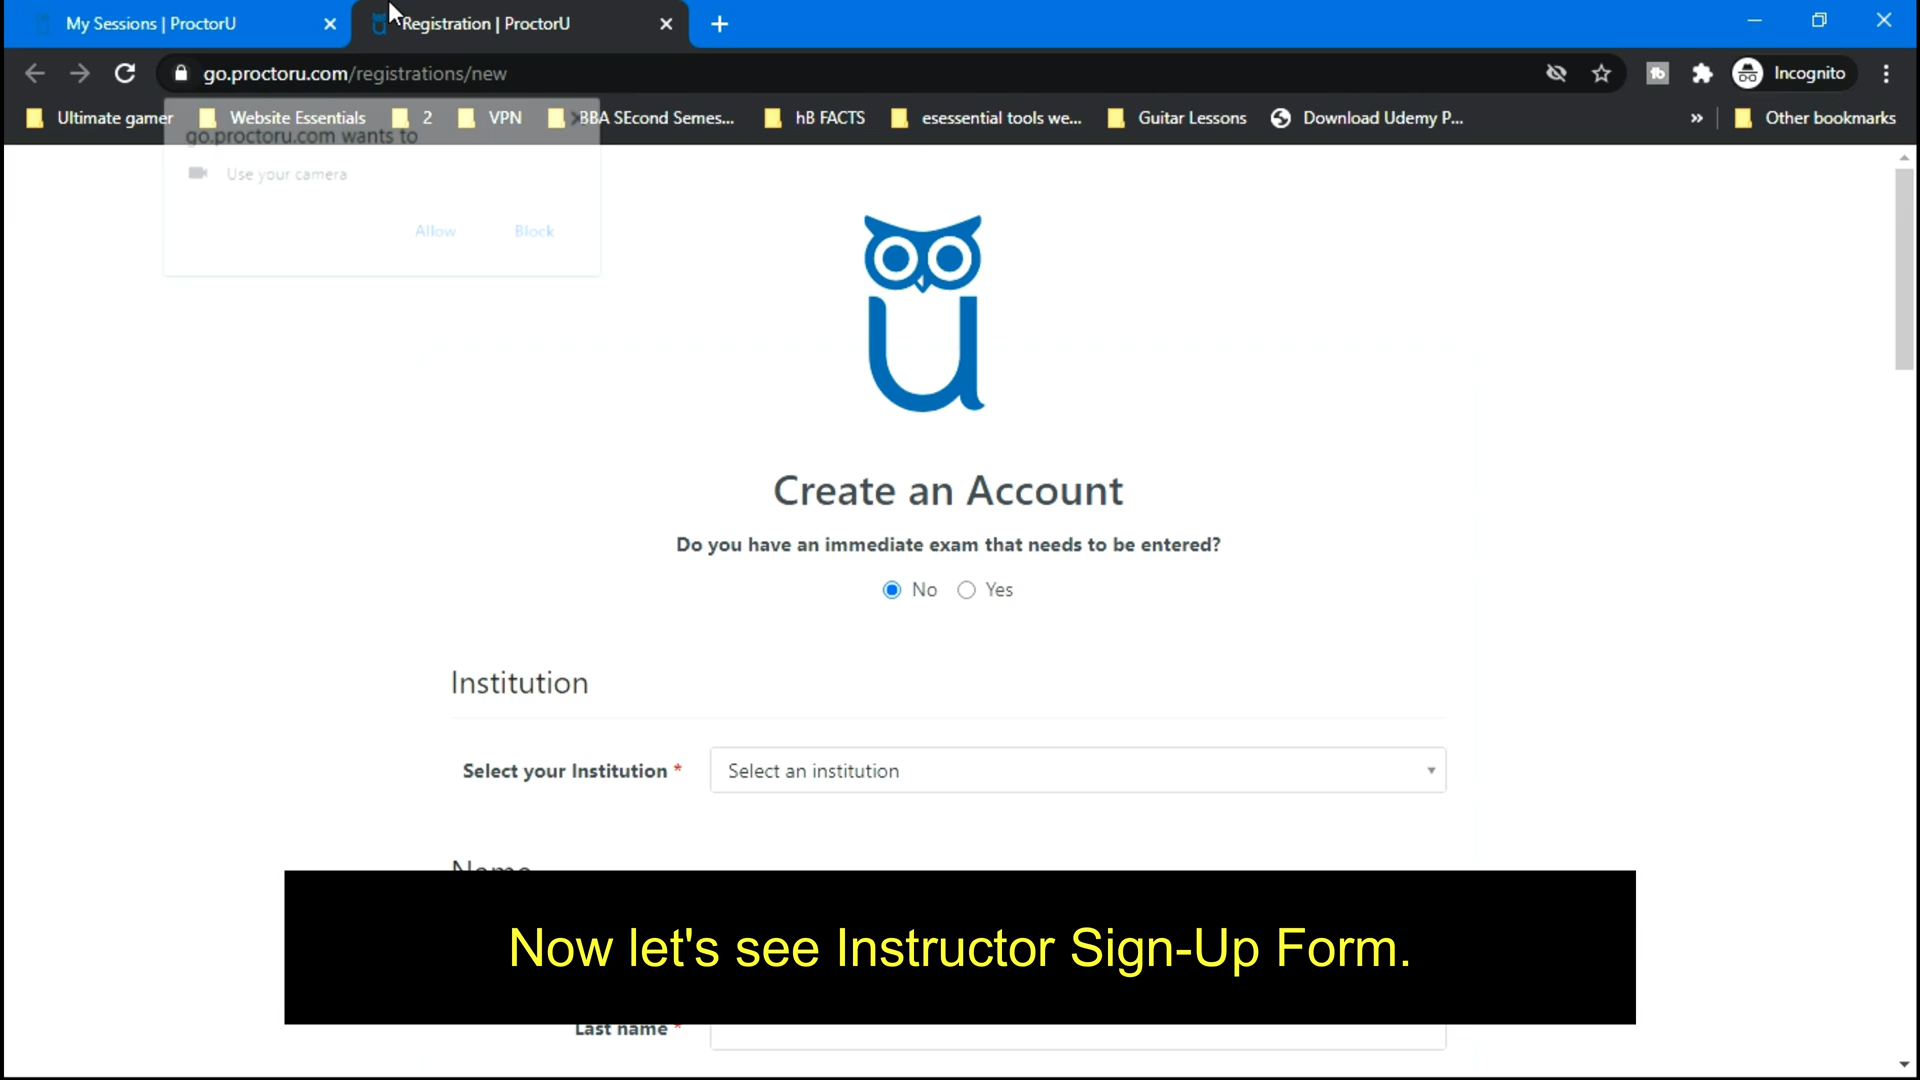 My Sessions | ProctorU
Registration | ProctorU
go.proctoru.com/registrations/new
Incognito
Ultimate gamer
Website Essentials
2
VPN
BBA SEcond Semes...
hB FACTS
esessential tools we...
Guitar Lessons
Download Udemy P...
»
Other bookmarks
go.proctoru.com wants to
Use your camera
Allow
Block
Create an Account
Do you have an immediate exam that needs to be entered?
No
Yes
Institution
Select your Institution *
Select an institution
Name
Now let's see Instructor Sign-Up Form.
Last name *